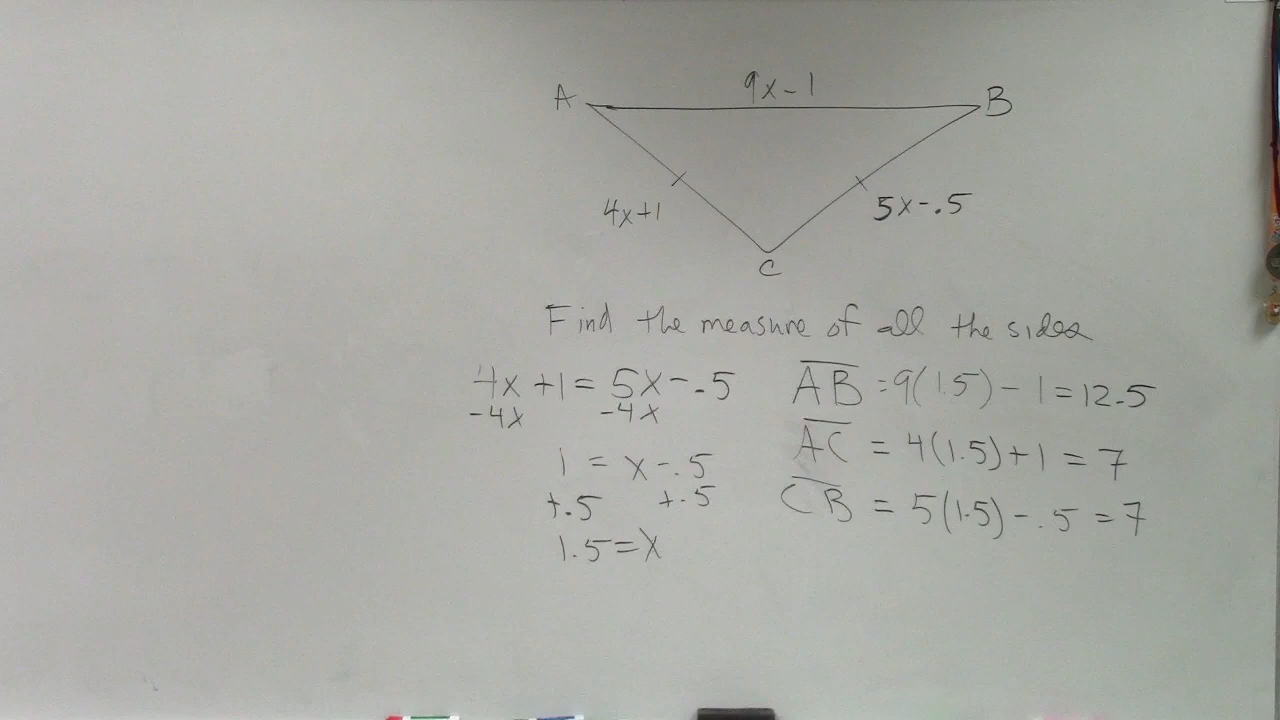 9x-1
A
B
4x+1
5x-.5
C
Find the measure of all the sides
4x+1=5x-.5
-4x -4x
1=x-.5
+.5 +.5
1.5=x
AB=9(1.5)-1=12.5
AC=4(1.5)+1=7
CB=5(1.5)-.5=7